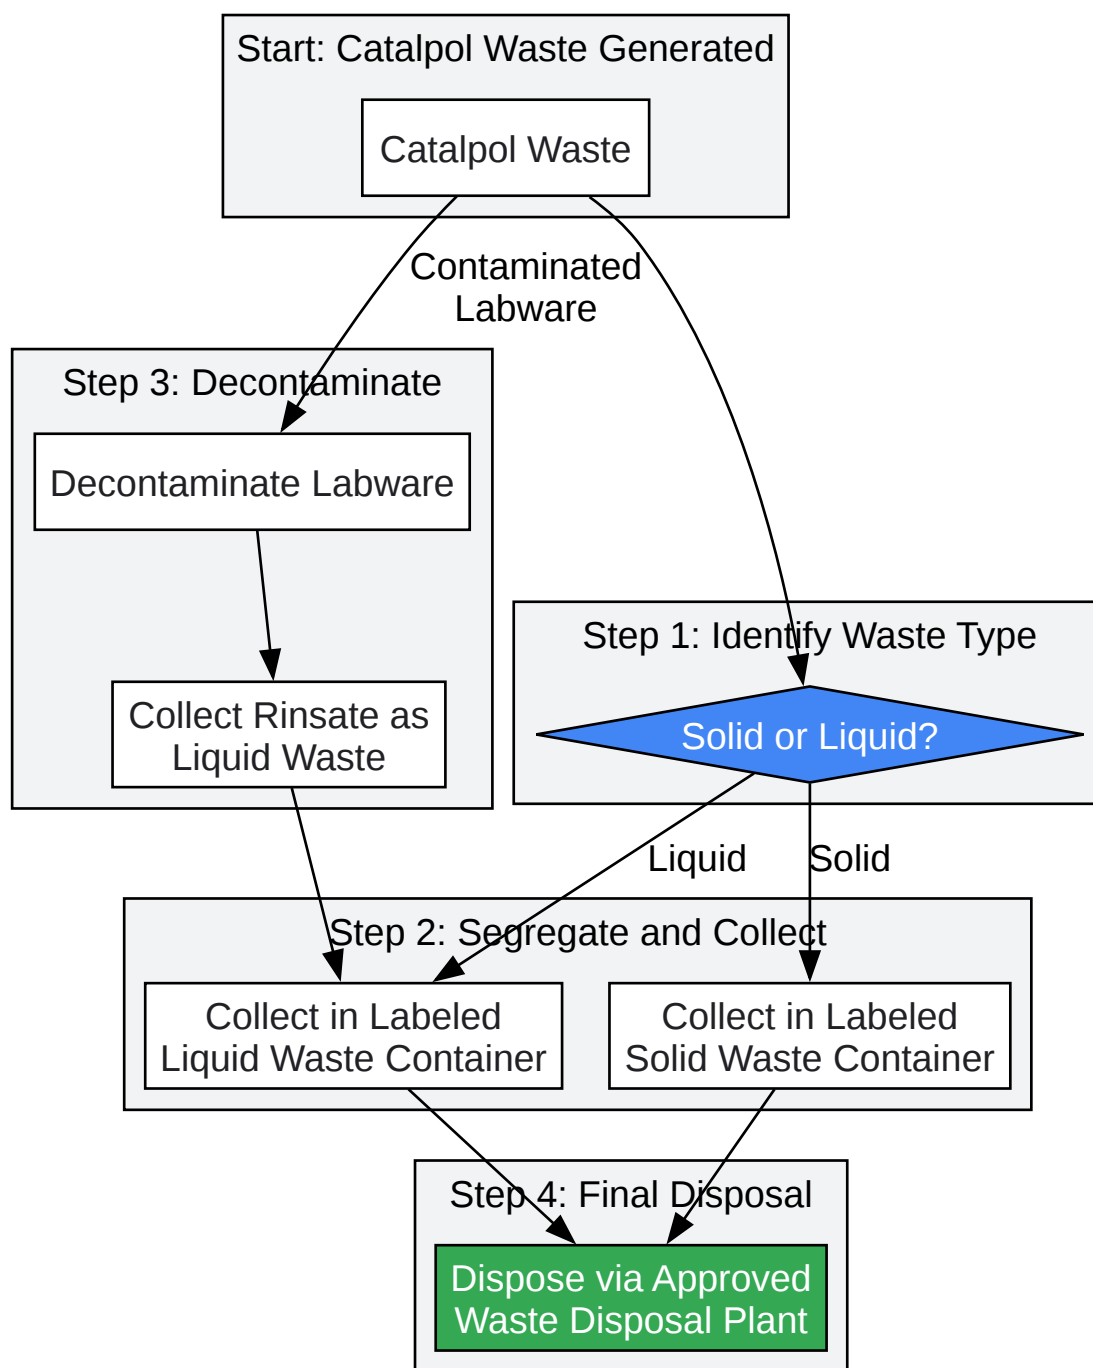 Start: Catalpol Waste Generated
Catalpol Waste
Contaminated
Labware
Step 3: Decontaminate
Decontaminate Labware
Step 1: Identify Waste Type
Collect Rinsate as
Liquid Waste
Solid or Liquid?
Liquid
Solid
Step 2: Segregate and Collect
Collect in Labeled
Liquid Waste Container
Collect in Labeled
Solid Waste Container
Step 4: Final Disposal
Dispose via Approved
Waste Disposal Plant